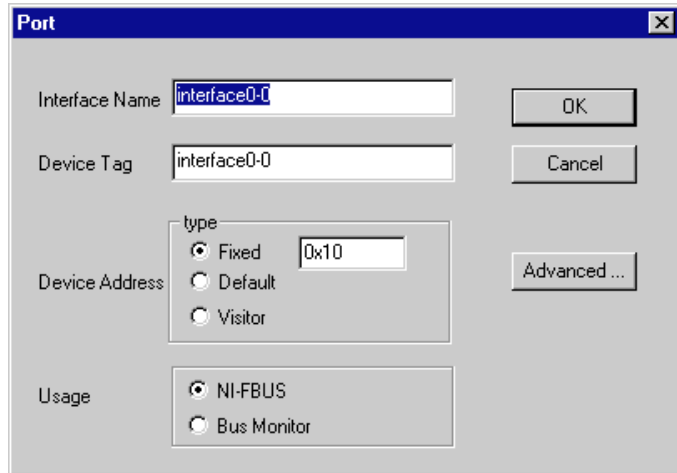 Port
Interface Name interface0-0
OK
Device Tag interface0-0
Cancel
type
Fixed 0x10
Advanced ...
Device Address Default
Visitor
NI-FBUS
Usage
Bus Monitor